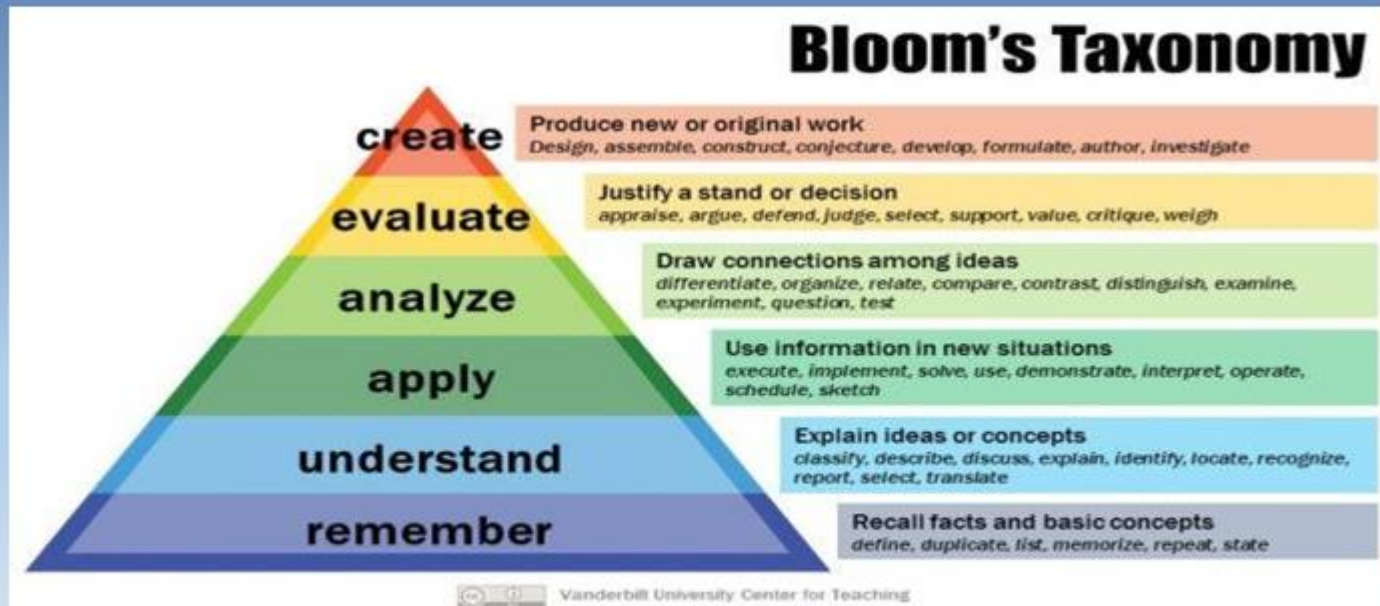 Bloom's Taxonomy
create
Produce new or original work
Design, assemble, construct, conjecture, develop, formulate, author, investigate
evaluate
Justify a stand or decision
appraise, argue, defend, judge, select, support, value, critique, weigh
analyze
Draw connections among ideas
differentiate, organize, relate, compare, contrast, distinguish, examine,
experiment, question, test
apply
Use information in new situations
execute, implement, solve, use, demonstrate, interpret, operate,
schedule, sketch
understand
Explain ideas or concepts
classify, describe, discuss, explain, identify, locate, recognize,
report, select, translate
remember
Recall facts and basic concepts
define, duplicate, list, memorize, repeat, state
Vanderbilt University Center for Teaching